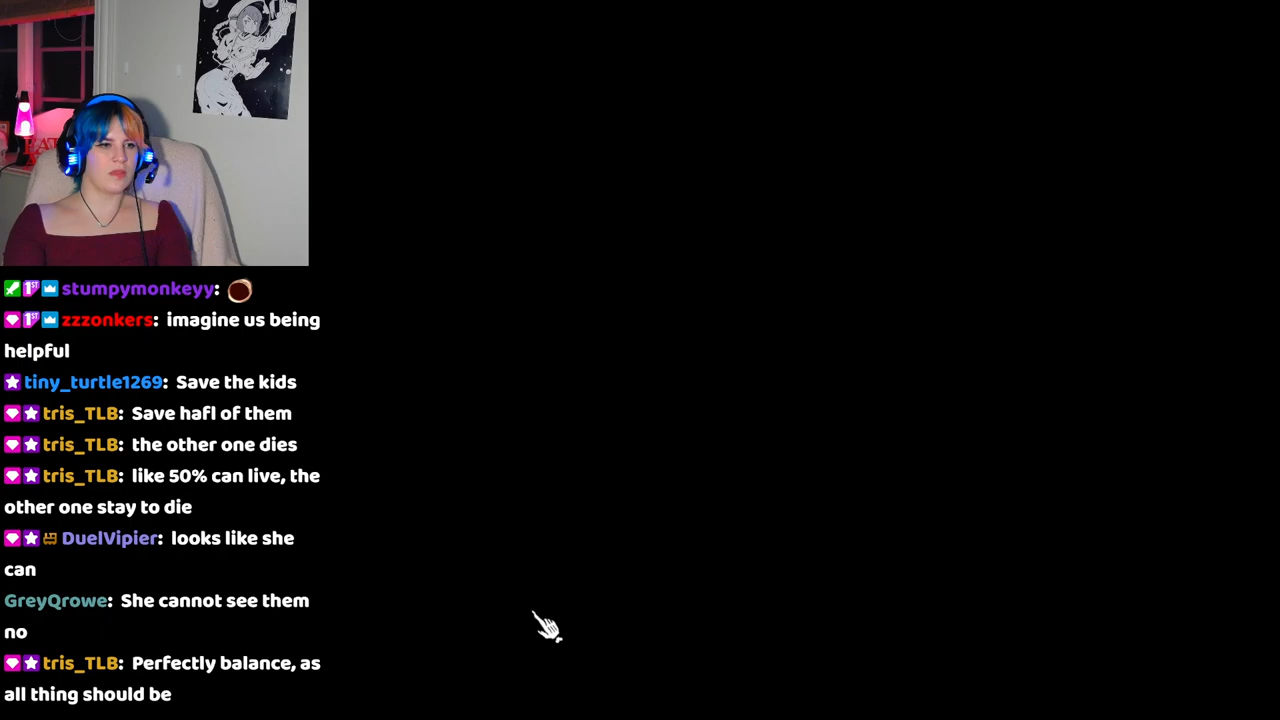 EAT
stumpymonkeyy:
zzzonkers: imagine us being
helpful
tiny_turtle1269: Save the kids
tris_TLB: Save hafl of them
tris_TLB: the other one dies
tris_TLB: like 50% can live, the
other one stay to die
DuelVipier: looks like she
can
GreyQrowe: She cannot see them
no
tris_TLB: Perfectly balance, as
all thing should be